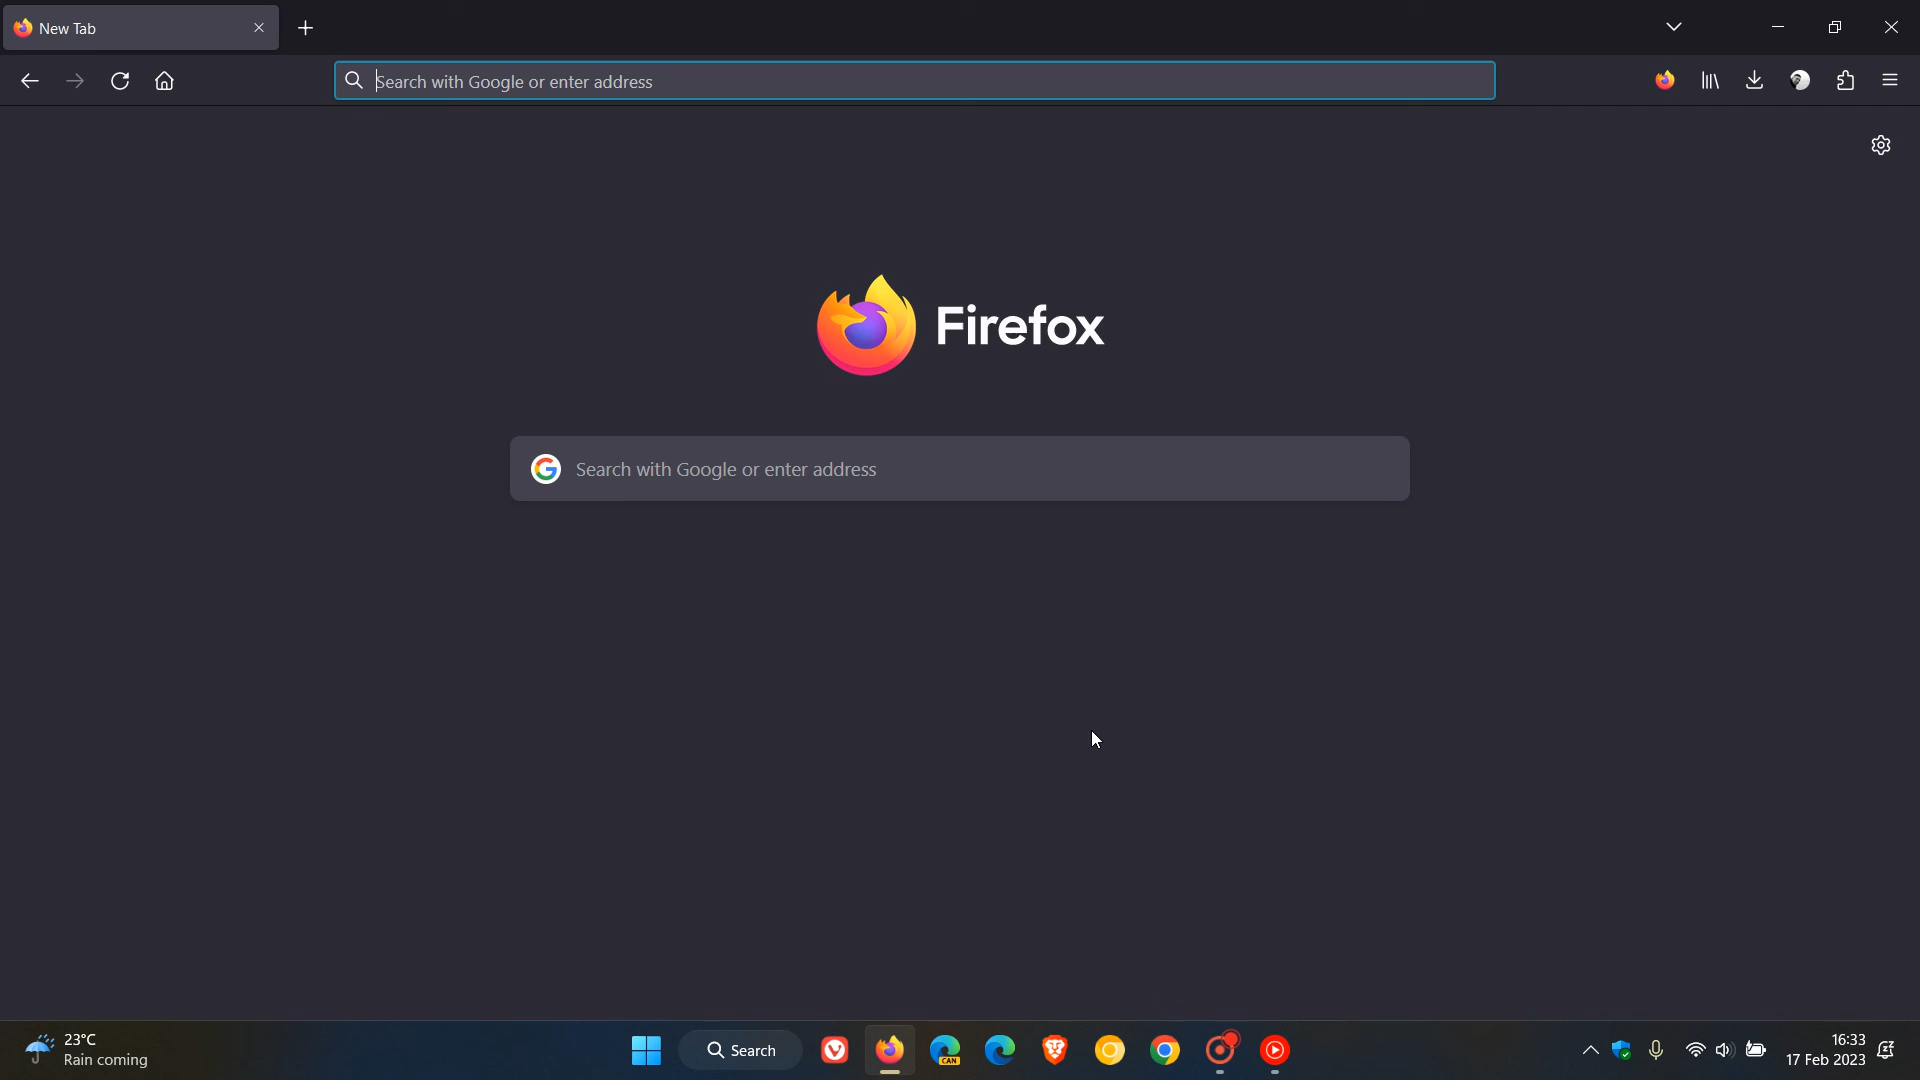 New Tab
Search with Google or enter address
Firefox
Search with Google or enter address
23°C
Rain coming
Search
CAN
16:33
17 Feb 2023